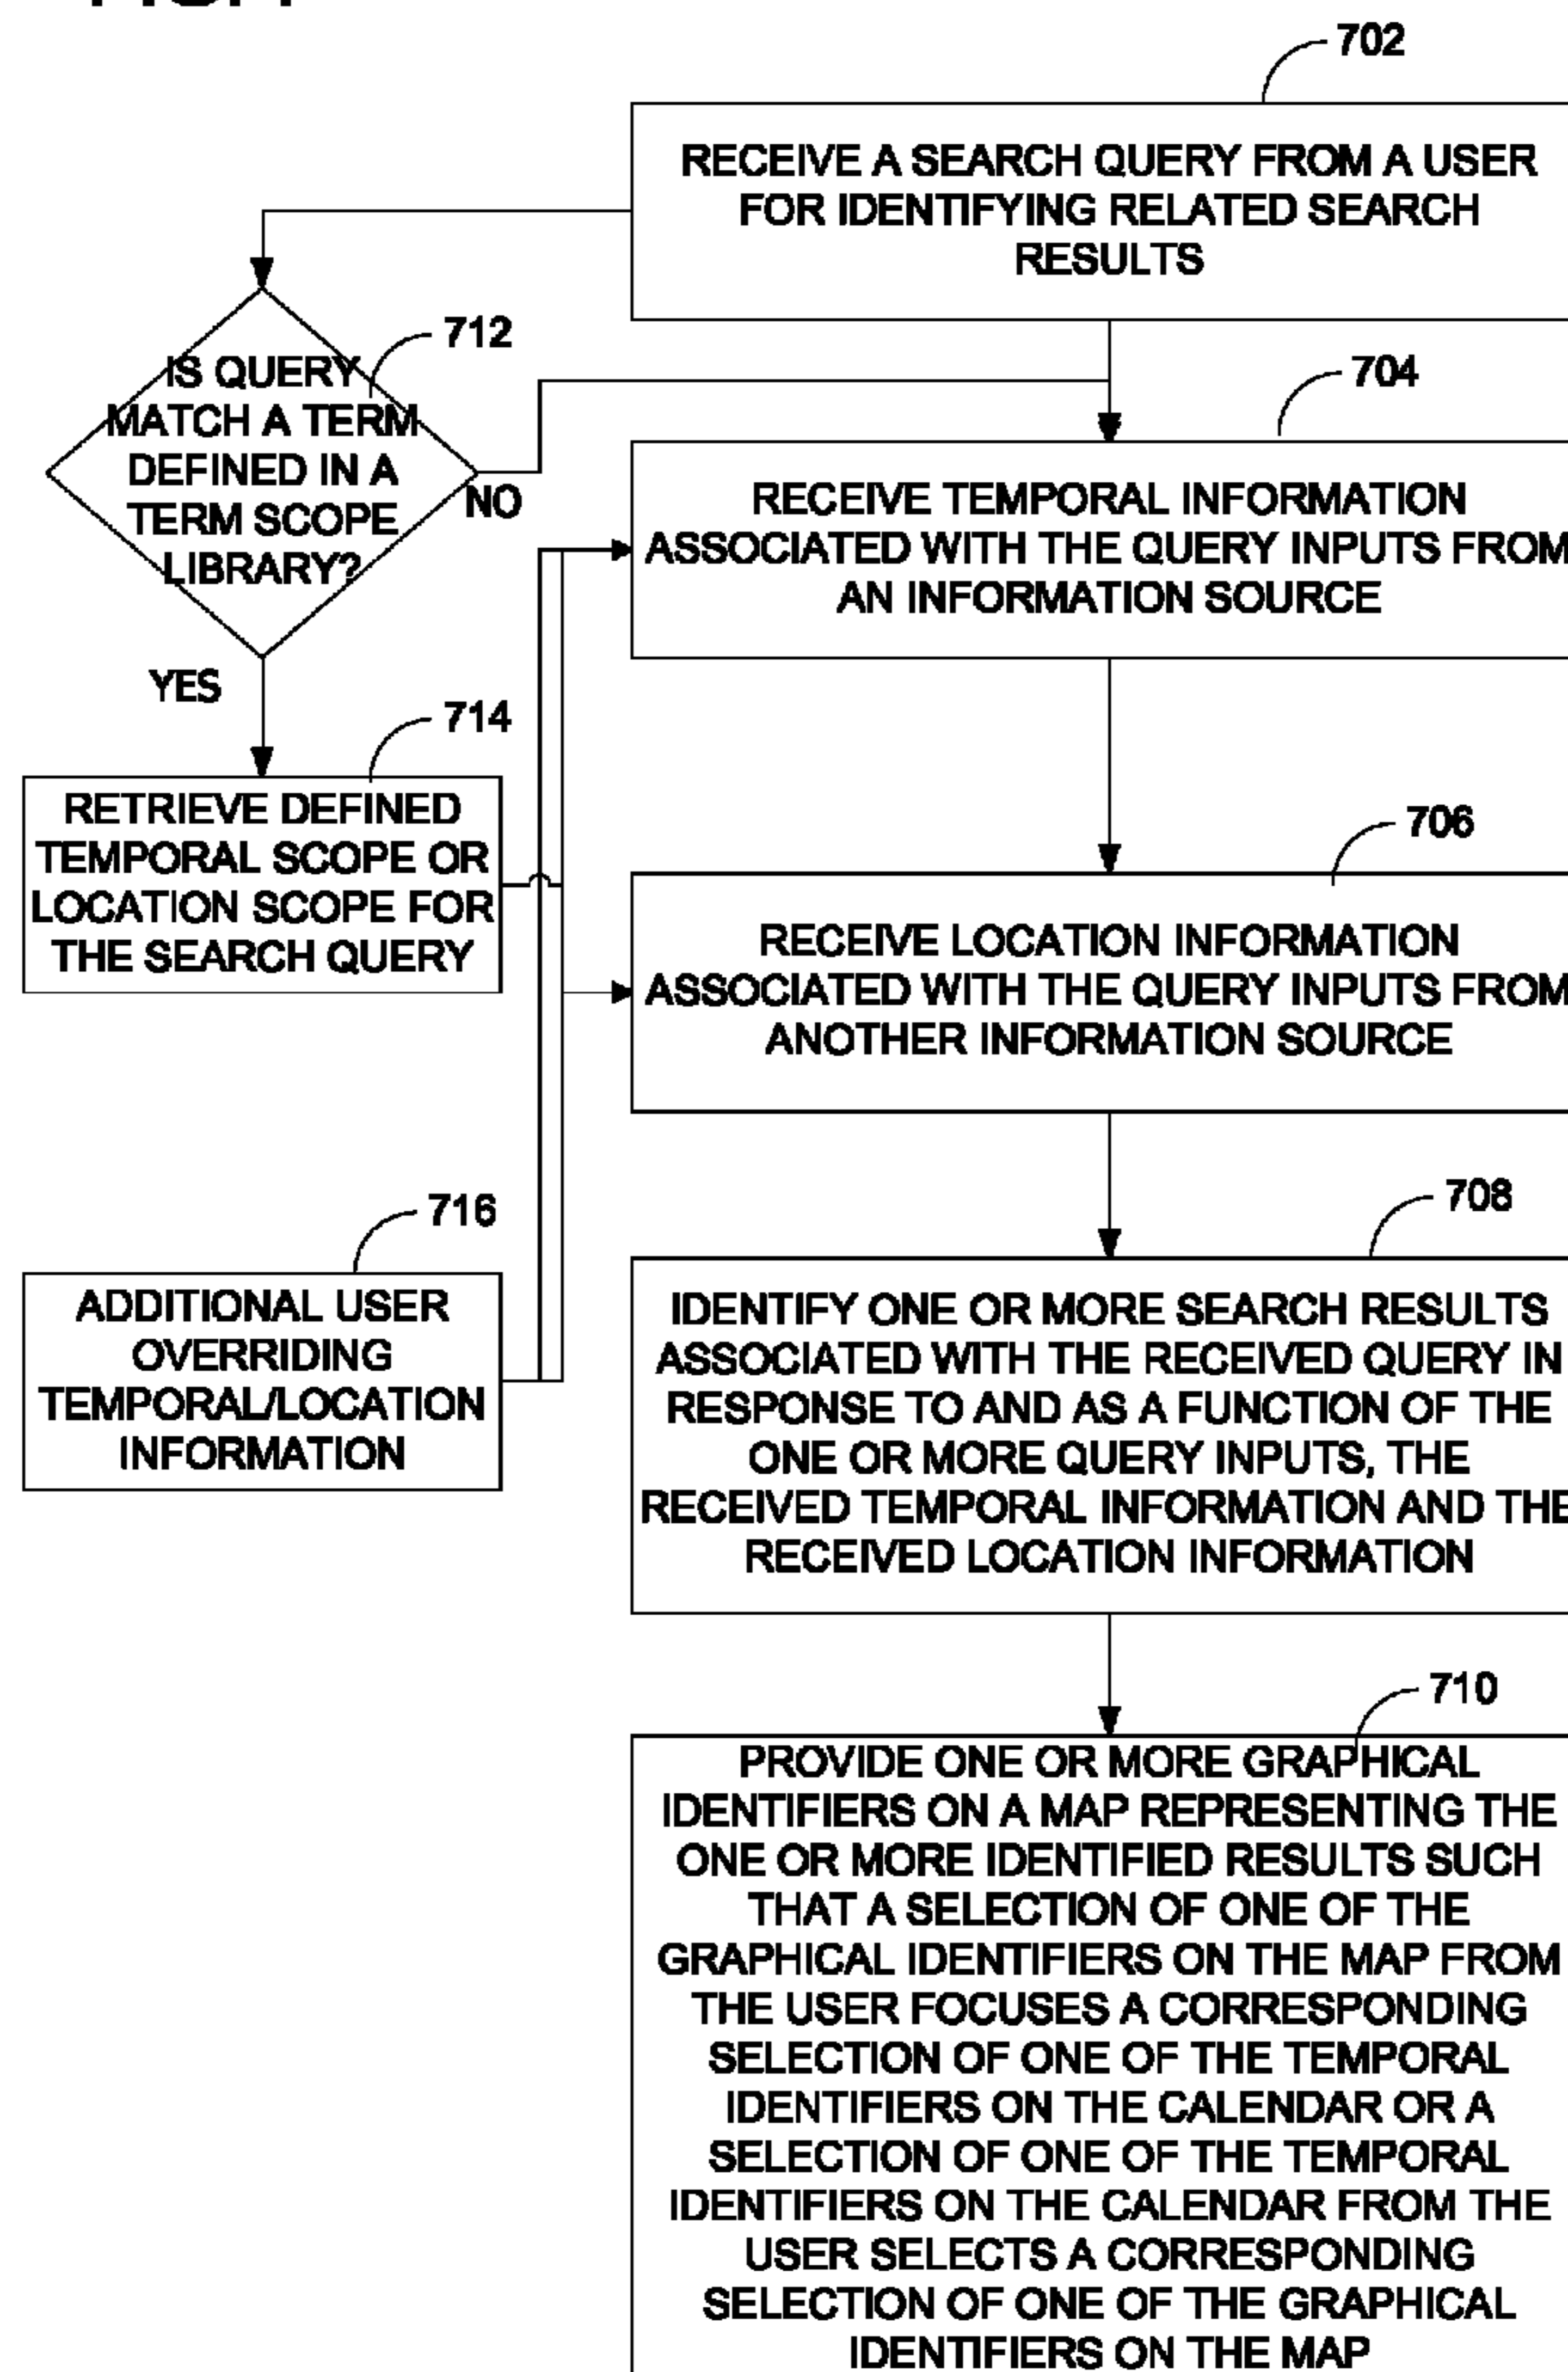 702
RECEIVE A SEARCH QUERY FROM A USER
FOR IDENTIFYING RELATED SEARCH
RESULTS
712
IS QUERY
MATCH A TERM
DEFINED IN A
TERM SCOPE
LIBRARY?
NO
YES
704
RECEIVE TEMPORAL INFORMATION
ASSOCIATED WITH THE QUERY INPUTS FROM
AN INFORMATION SOURCE
714
RETRIEVE DEFINED
TEMPORAL SCOPE OR
LOCATION SCOPE FOR
THE SEARCH QUERY
706
RECEIVE LOCATION INFORMATION
ASSOCIATED WITH THE QUERY INPUTS FROM
ANOTHER INFORMATION SOURCE
716
ADDITIONAL USER
OVERRIDING
TEMPORAL/LOCATION
INFORMATION
708
IDENTIFY ONE OR MORE SEARCH RESULTS
ASSOCIATED WITH THE RECEIVED QUERY IN
RESPONSE TO AND AS A FUNCTION OF THE
ONE OR MORE QUERY INPUTS, THE
RECEIVED TEMPORAL INFORMATION AND THE
RECEIVED LOCATION INFORMATION
710
PROVIDE ONE OR MORE GRAPHICAL
IDENTIFIERS ON A MAP REPRESENTING THE
ONE OR MORE IDENTIFIED RESULTS SUCH
THAT A SELECTION OF ONE OF THE
GRAPHICAL IDENTIFIERS ON THE MAP FROM
THE USER FOCUSES A CORRESPONDING
SELECTION OF ONE OF THE TEMPORAL
IDENTIFIERS ON THE CALENDAR OR A
SELECTION OF ONE OF THE TEMPORAL
IDENTIFIERS ON THE CALENDAR FROM THE
USER SELECTS A CORRESPONDING
SELECTION OF ONE OF THE GRAPHICAL
IDENTIFIERS ON THE MAP